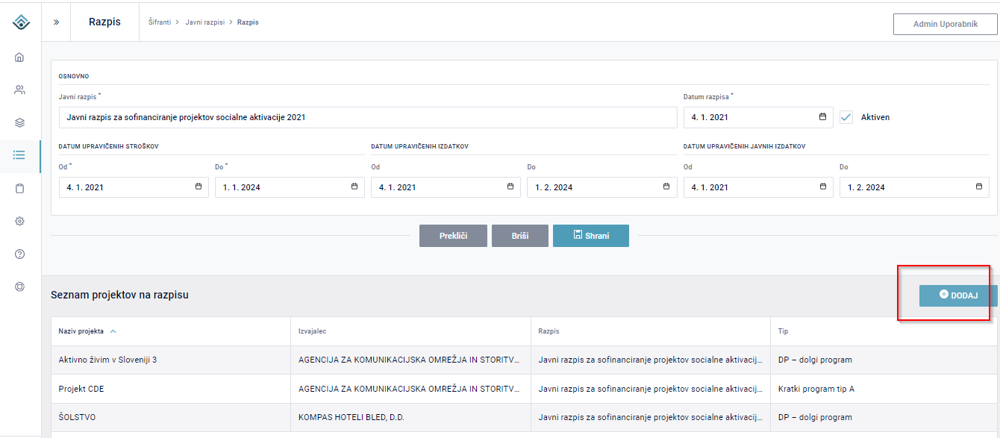 Razpis
Šifranti > Javni razpisi > Razpis
Admin Uporabnik
OSNOVNO
Javni razpis * Datum razpisa *
Javni razpis za sofinanciranje projektov socialne aktivacije 2021 4. 1. 2021 Aktiven
DATUM UPRAVIČENIH STROŠKOV DATUM UPRAVIČENIH IZDATKOV DATUM UPRAVIČENIH JAVNIH IZDATKOV
Od * Do * Od Do Od Do
4. 1. 2021 1. 1. 2024 4. 1. 2021 1. 2. 2024 4. 1. 2021 1. 2. 2024
Prekliči Briši Shrani
Seznam projektov na razpisu DODAJ
Naziv projekta Izvajalec Razpis Tip
Aktivno živim v Sloveniji 3 AGENCIJA ZA KOMUNIKACIJSKA OMREŽJA IN STORITV... Javni razpis za sofinanciranje projektov socialne aktivacij... DP – dolgi program
Projekt CDE AGENCIJA ZA KOMUNIKACIJSKA OMREŽJA IN STORITV... Javni razpis za sofinanciranje projektov socialne aktivacij... Kratki program tip A
ŠOLSTVO KOMPAS HOTELI BLED, D.D. Javni razpis za sofinanciranje projektov socialne aktivacij... DP – dolgi program